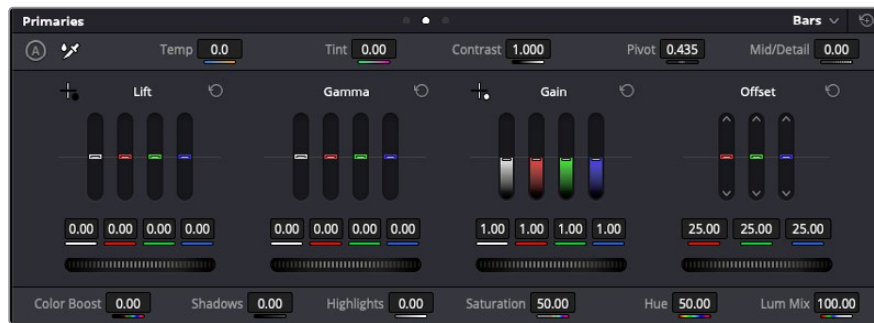 Primaries Bars
A Temp 0.0 Tint 0.00 Contrast 1.000 Pivot 0.435 Mid/Detail 0.00
Lift Gamma Gain Offset
0.00 0.00 0.00 0.00 0.00 0.00 0.00 0.00 1.00 1.00 1.00 1.00 25.00 25.00 25.00
Color Boost 0.00 Shadows 0.00 Highlights 0.00 Saturation 50.00 Hue 50.00 Lum Mix 100.00